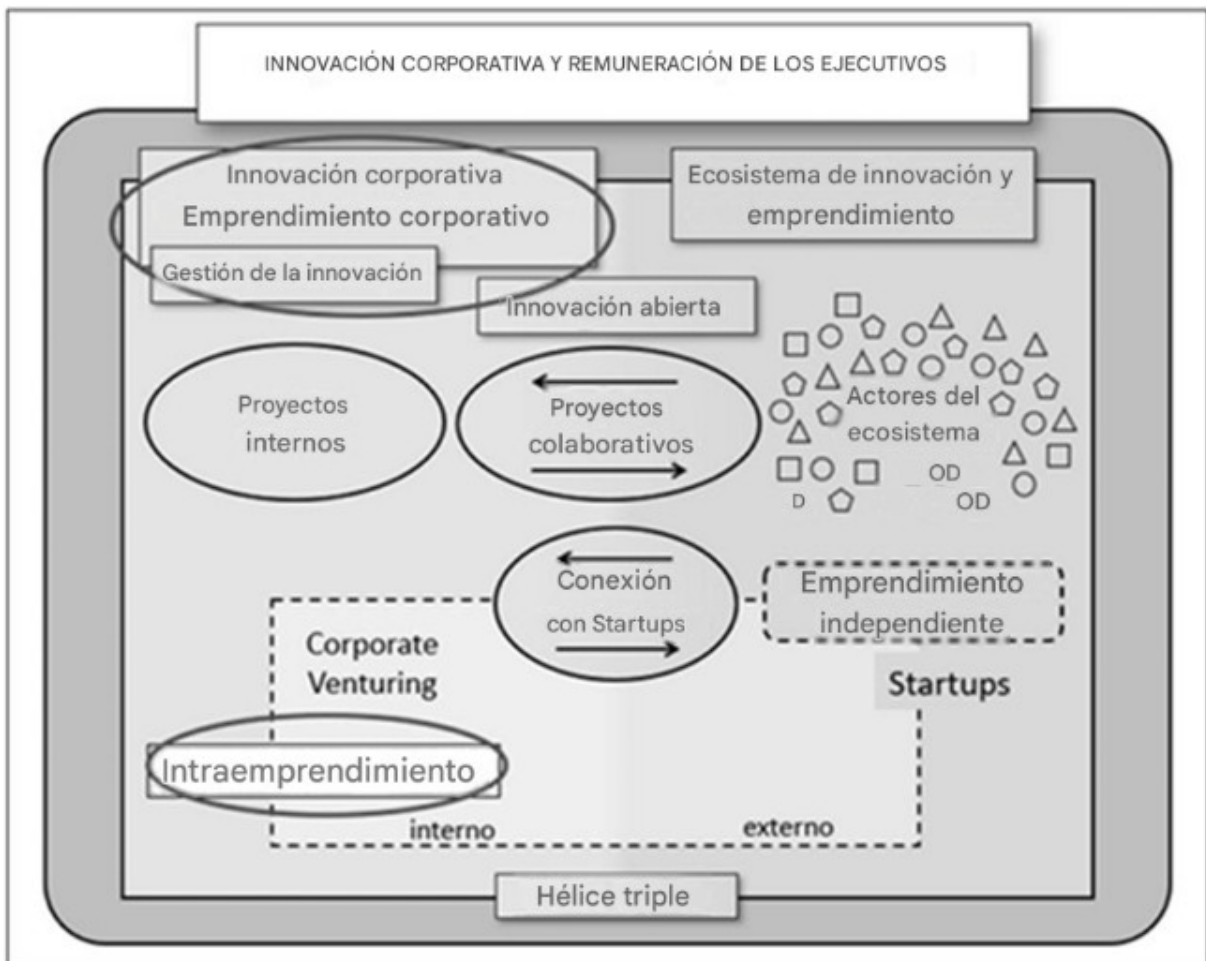 INNOVACIÓN CORPORATIVA Y REMUNERACIÓN DE LOS EJECUTIVOS
Innovación corporativa
Emprendimiento corporativo
Gestión de la innovación
Ecosistema de innovación y
emprendimiento
Innovación abierta
Proyectos
internos
Proyectos
colaborativos
Actores del
ecosistema
OD
D
OD
Conexión
con Startups
Emprendimiento
independiente
Corporate
Venturing
Startups
Intraemprendimiento
interno
externo
Hélice triple